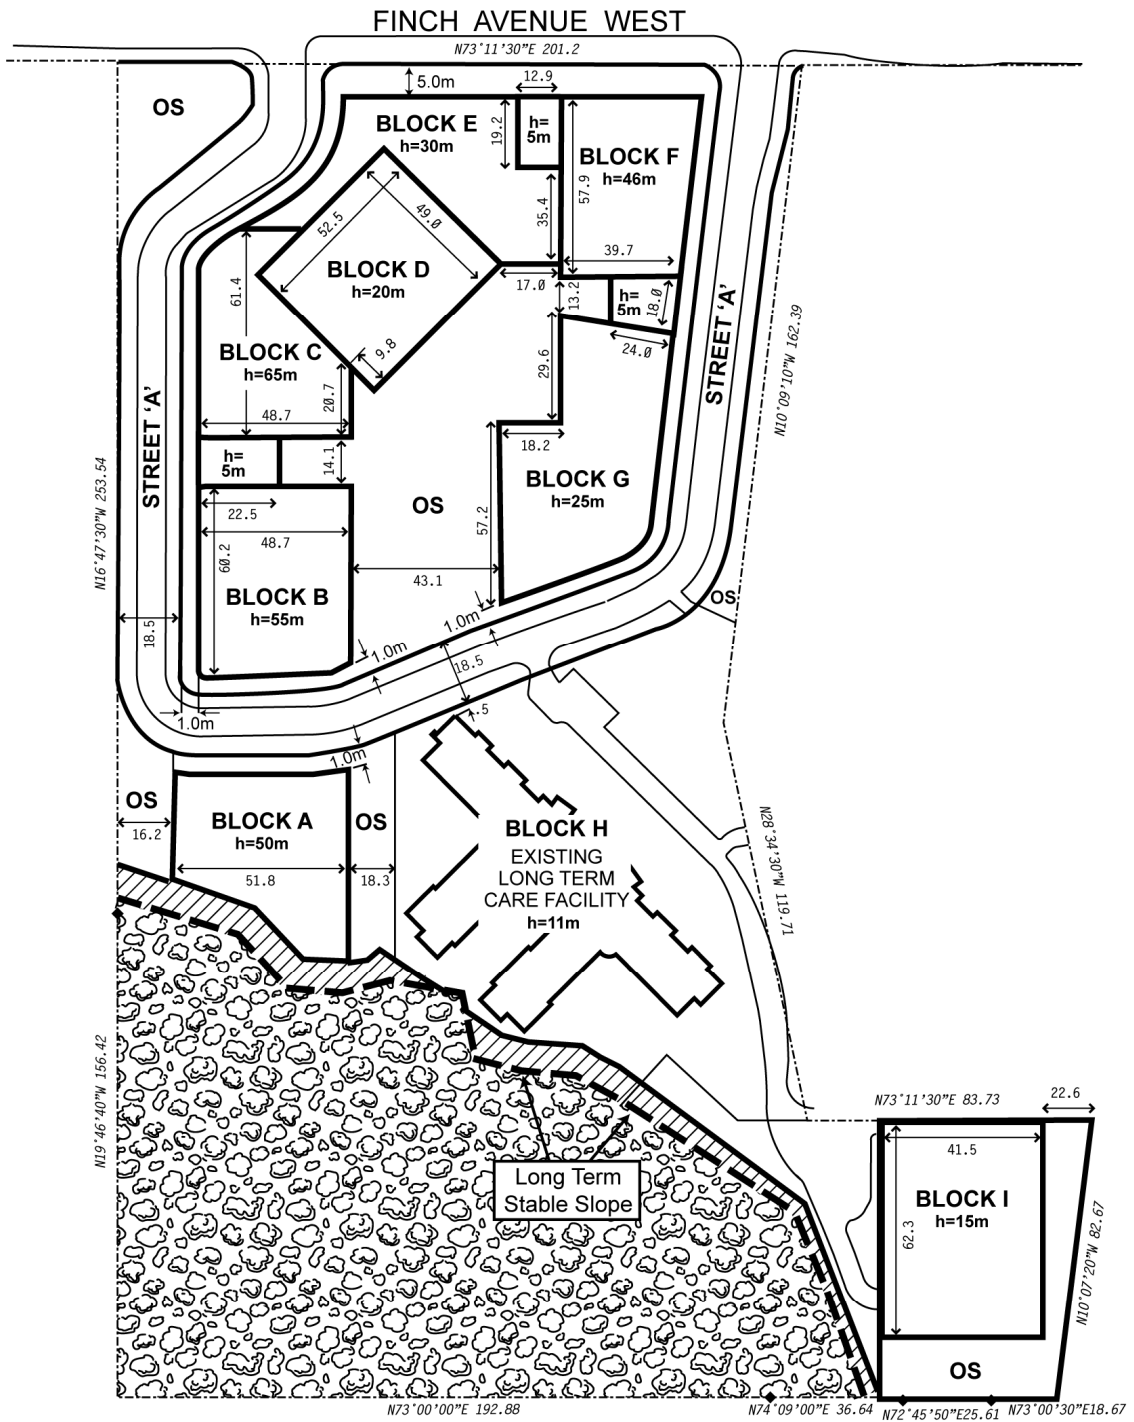 FINCH AVENUE WEST
N73°11'30"E 201.2
5.0m
12.9
OS
BLOCK E
h=30m
19.2
h=
5m
BLOCK F
h=46m
57.9
35.4
39.7
52.5
49.0
BLOCK D
h=20m
17.0
13.2
h=
5m
18.0
24.0
61.4
BLOCK C
h=65m
9.8
20.7
48.7
29.6
18.2
STREET 'A'
STREET 'A'
N10°09'10"W 162.39
N16°47'30"W 253.54
h=
5m
14.1
22.5
48.7
60.2
BLOCK B
h=55m
OS
57.2
43.1
BLOCK G
h=25m
OS
18.5
1.0m
1.0m
18.5
1.0m
.5
1.0m
OS
16.2
BLOCK A
h=50m
51.8
OS
18.3
BLOCK H
EXISTING
LONG TERM
CARE FACILITY
h=11m
N28°34'30"W 119.71
N19°46'40"W 156.42
Long Term
Stable Slope
N73°11'30"E 83.73
22.6
41.5
BLOCK I
h=15m
62.3
N10°07'20"W 82.67
OS
N73°00'00"E 192.88
N74°09'00"E 36.64
N72°45'50"E25.61
N73°00'30"E18.67